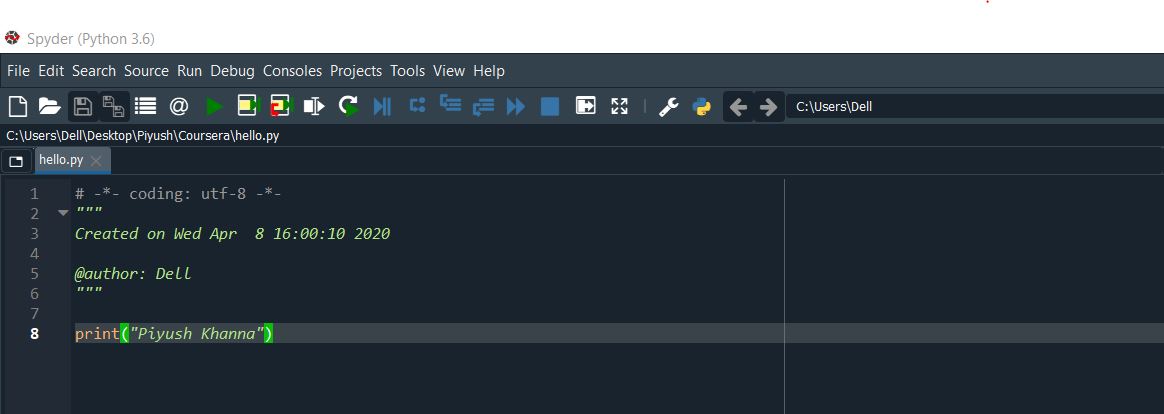 Spyder (Python 3.6)
File Edit Search Source Run Debug Consoles Projects Tools View Help
C:\Users\Dell
C:\Users\Dell\Desktop\Piyush\Coursera\hello.py
hello.py
1 # -*- coding: utf-8 -*-
2 """
3 Created on Wed Apr  8 16:00:10 2020
4
5 @author: Dell
6 """
7
8 print("Piyush Khanna")